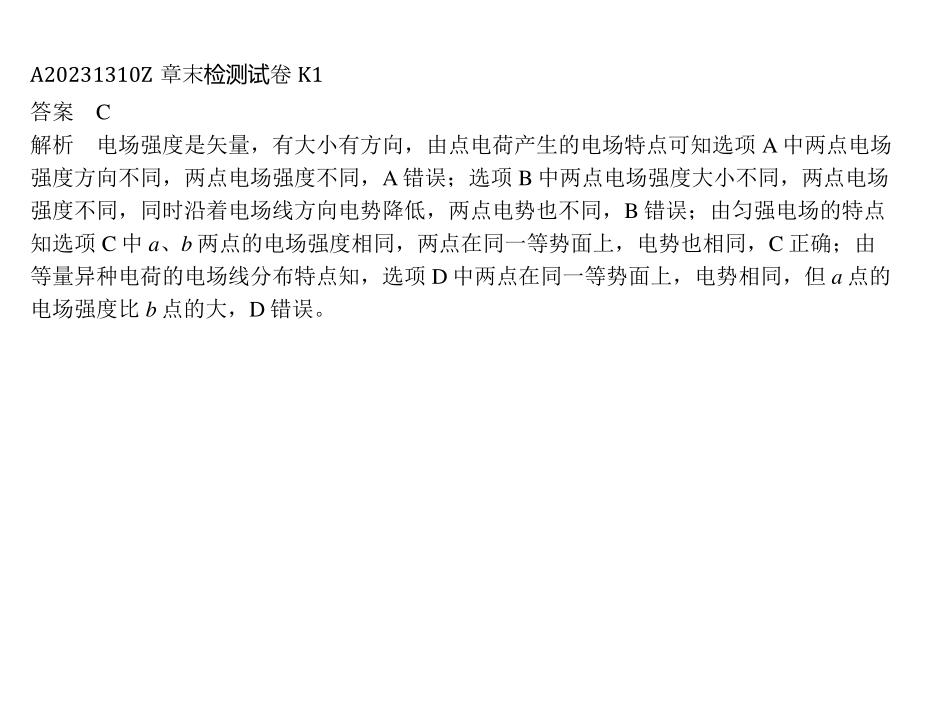 A20231310Z 章末检测试卷 K1
答案 C
解析 电场强度是矢量，有大小有方向，由点电荷产生的电场特点可知选项 A 中两点电场
强度方向不同，两点电场强度不同，A 错误；选项 B 中两点电场强度大小不同，两点电场
强度不同，同时沿着电场线方向电势降低，两点电势也不同，B 错误；由匀强电场的特点
知选项 C 中 a、b 两点的电场强度相同，两点在同一等势面上，电势也相同，C 正确；由
等量异种电荷的电场线分布特点知，选项 D 中两点在同一等势面上，电势相同，但 a 点的
电场强度比 b 点的大，D 错误。